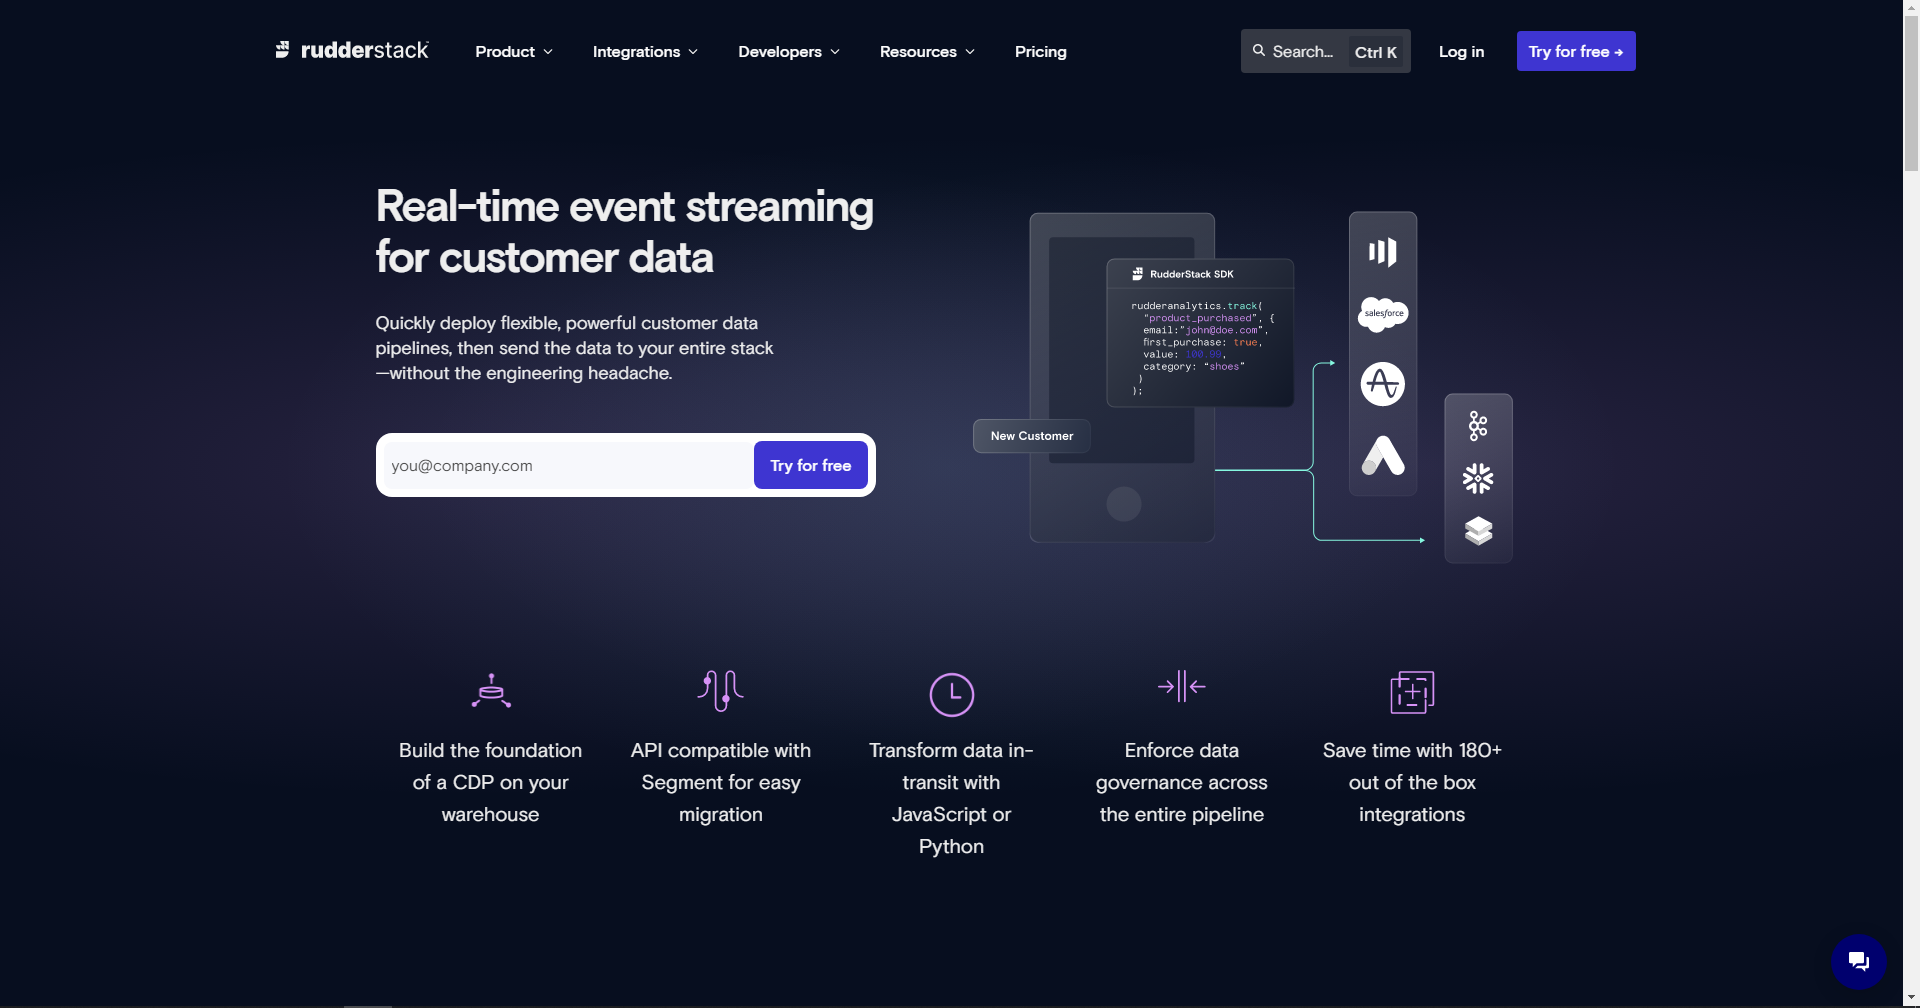 rudderstack
Product
Integrations
Developers
Resources
Pricing
Search...
Ctrl K
Log in
Try for free →
Real-time event streaming
for customer data
Quickly deploy flexible, powerful customer data
pipelines, then send the data to your entire stack
—without the engineering headache.
you@company.com
Try for free
RudderStack SDK
rudderanalytics.track(
"product_purchased", {
email:"john@doe.com",
first_purchase: true,
value: 100.99,
category: "shoes"
)
);
New Customer
salesforce
Build the foundation
of a CDP on your
warehouse
API compatible with
Segment for easy
migration
Transform data in-
transit with
JavaScript or
Python
Enforce data
governance across
the entire pipeline
Save time with 180+
out of the box
integrations